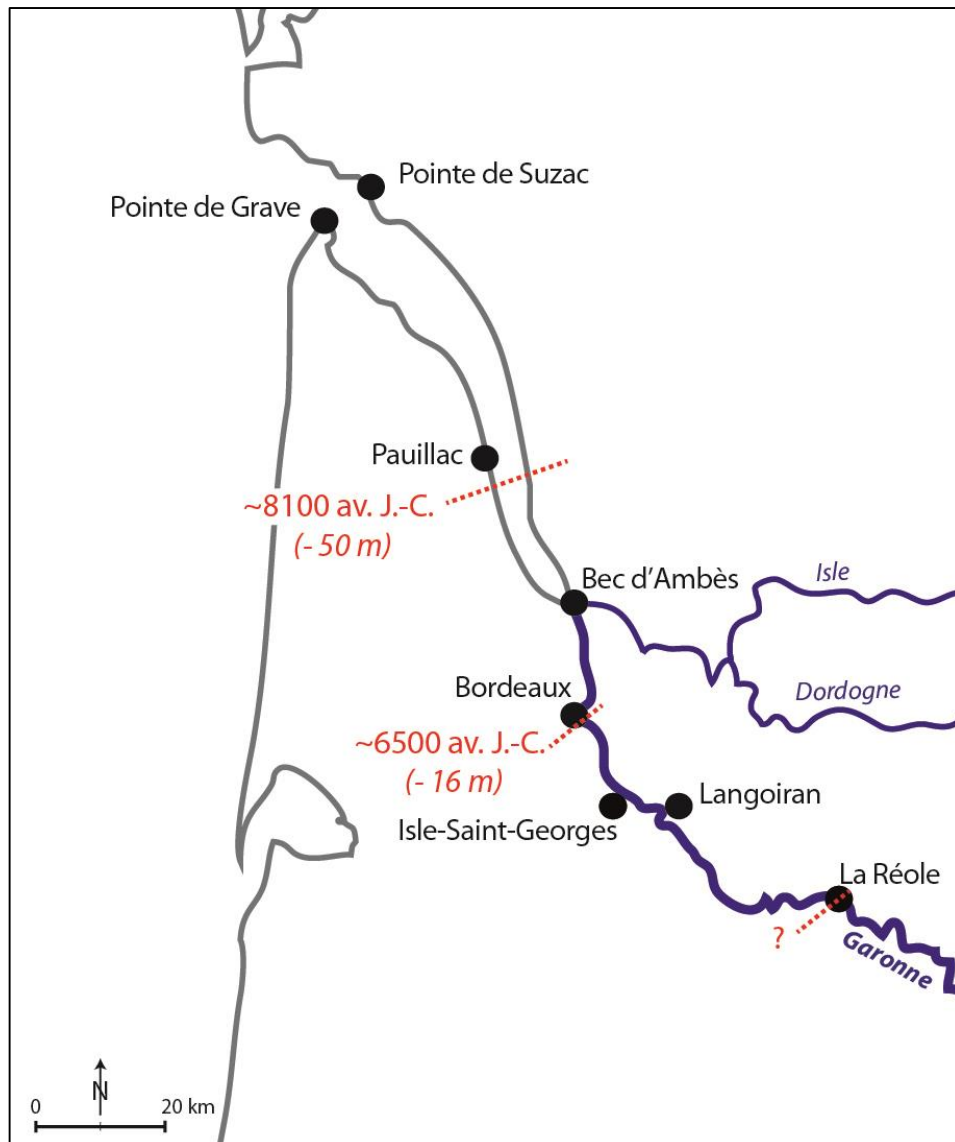 Pointe de Suzac
Pointe de Grave
Pauillac
~8100 av. J.-C.
(- 50 m)
Bec d'Ambès
Isle
Bordeaux
Dordogne
~6500 av. J.-C.
(- 16 m)
Langoiran
Isle-Saint-Georges
La Réole
?
Garonne
N
0 20 km